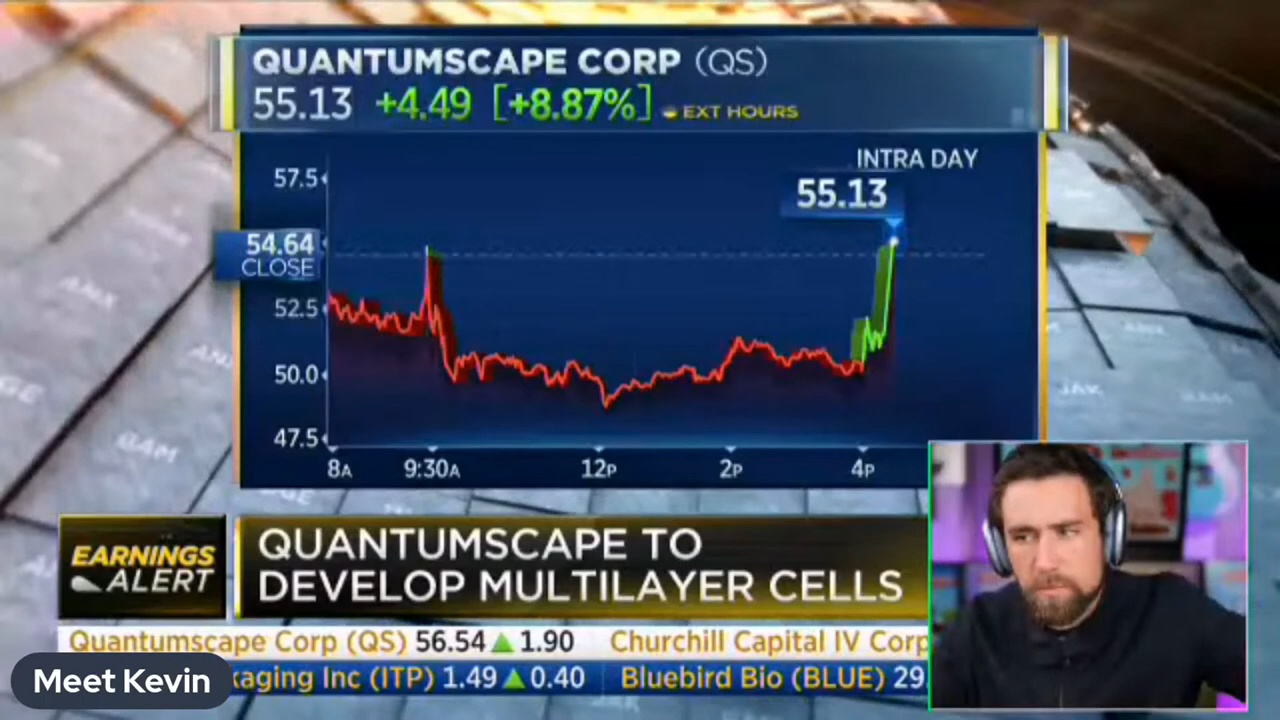 QUANTUMSCAPE CORP (QS)
55.13 +4.49 [+8.87%] EXT HOURS
INTRA DAY
55.13
57.5
54.64
CLOSE
52.5
50.0
47.5
8A 9:30A 12P 2P 4P
EARNINGS
ALERT
QUANTUMSCAPE TO
DEVELOP MULTILAYER CELLS
Quantumscape Corp (QS) 56.54 ▲ 1.90 Churchill Capital IV Corp
kaging Inc (ITP) 1.49 ▲ 0.40 Bluebird Bio (BLUE) 29.
Meet Kevin